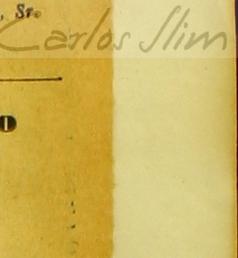 , Sr.
Carlos Slim